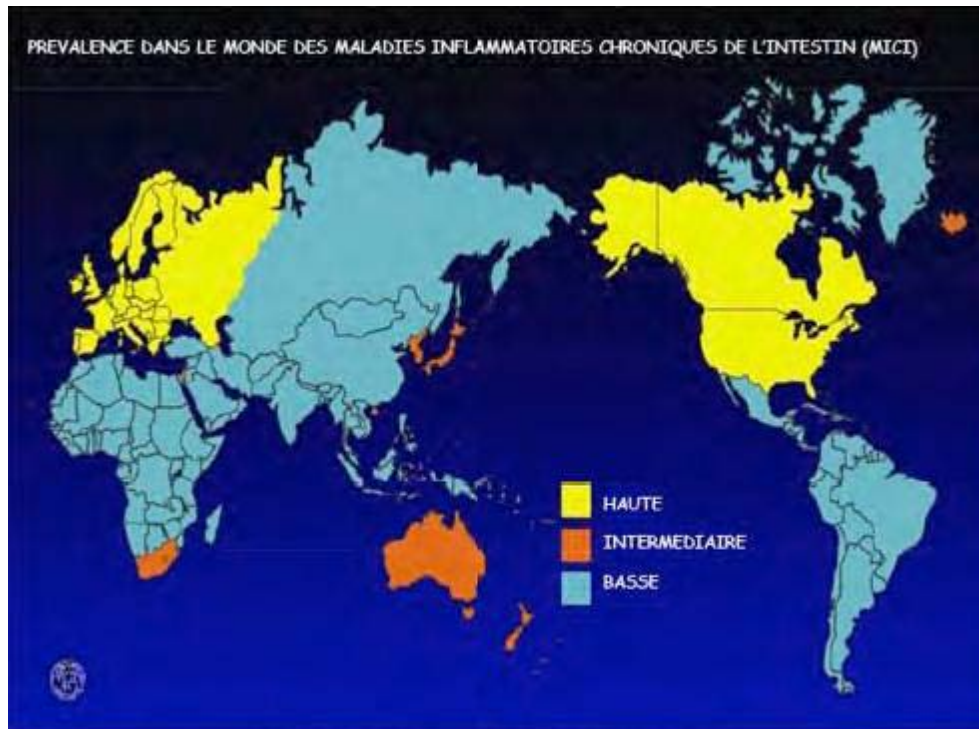 PREVALENCE DANS LE MONDE DES MALADIES INFLAMMATOIRES CHRONIQUES DE L'INTESTIN (MICI)
HAUTE
INTERMEDIAIRE
BASSE